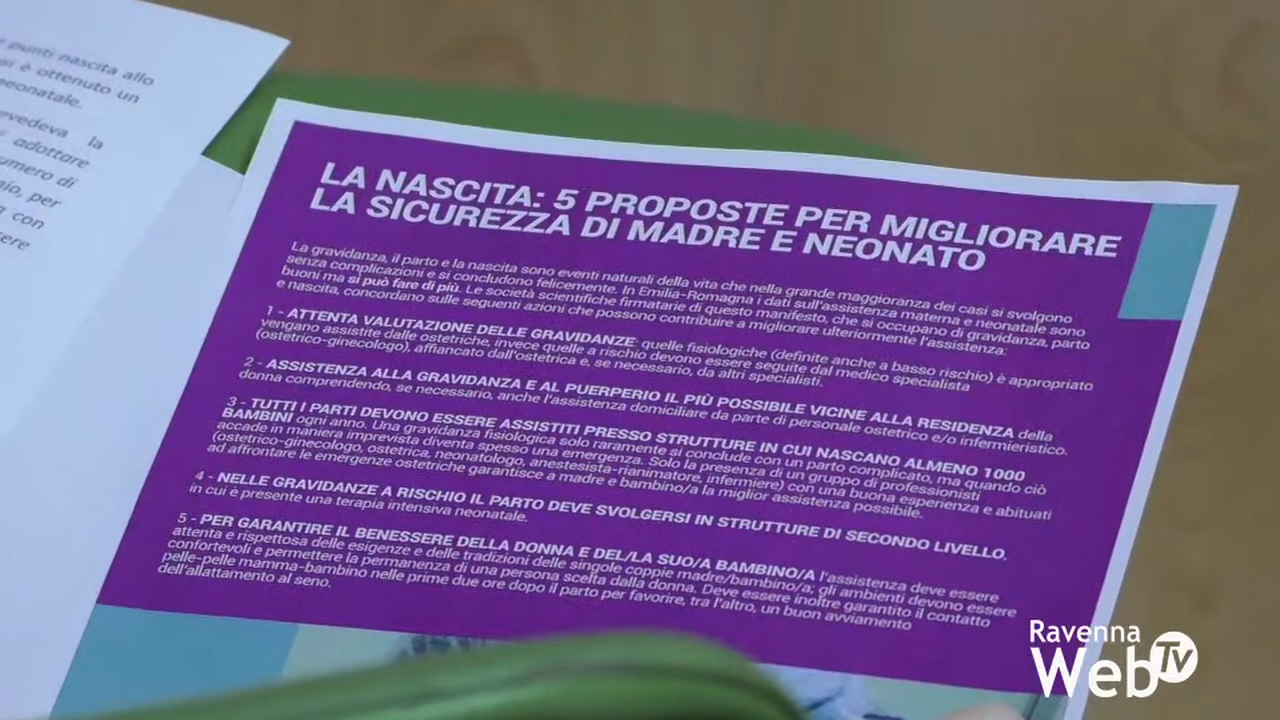 punti nascita allo
si è ottenuto un
neonatale.
evedeva la
adottare
umero di
io, per
con
LA NASCITA: 5 PROPOSTE PER MIGLIORARE
LA SICUREZZA DI MADRE E NEONATO
La gravidanza, il parto e la nascita sono eventi naturali della vita che nella grande maggioranza dei casi si svolgono
senza complicazioni e si concludono felicemente. In Emilia-Romagna i dati sull'assistenza materna e neonatale sono
buoni ma si può fare di più. Le società scientifiche firmatarie di questo manifesto, che si occupano di gravidanza, parto
e nascita, concordano sulle seguenti azioni che possono contribuire a migliorare ulteriormente l'assistenza:
1 - ATTENTA VALUTAZIONE DELLE GRAVIDANZE: quelle fisiologiche (definite anche a basso rischio) è appropriato
vengano assistite dalle ostetriche, invece quelle a rischio devono essere seguite dal medico specialista
(ostetrico-ginecologo), affiancato dall'ostetrica e, se necessario, da altri specialisti.
2 - ASSISTENZA ALLA GRAVIDANZA E AL PUERPERIO IL PIÙ POSSIBILE VICINE ALLA RESIDENZA della
donna comprendendo, se necessario, anche l'assistenza domiciliare da parte di personale ostetrico e/o infermieristico.
3 - TUTTI I PARTI DEVONO ESSERE ASSISTITI PRESSO STRUTTURE IN CUI NASCANO ALMENO 1000
BAMBINI ogni anno. Una gravidanza fisiologica solo raramente si conclude con un parto complicato, ma quando ciò
accade in maniera imprevista diventa spesso una emergenza. Solo la presenza di un gruppo di professionisti
(ostetrico-ginecologo, ostetrica, neonatologo, anestesista-rianimatore, infermiere) con una buona esperienza e abituati
ad affrontare le emergenze ostetriche garantisce a madre e bambino/a la miglior assistenza possibile.
4 - NELLE GRAVIDANZE A RISCHIO IL PARTO DEVE SVOLGERSI IN STRUTTURE DI SECONDO LIVELLO.
in cui è presente una terapia intensiva neonatale.
5 - PER GARANTIRE IL BENESSERE DELLA DONNA E DEL/LA SUO/A BAMBINO/A l'assistenza deve essere
attenta e rispettosa delle esigenze e delle tradizioni delle singole coppie madre/bambino/a; gli ambienti devono essere
confortevoli e permettere la permanenza di una persona scelta dalla donna. Deve essere inoltre garantito il contatto
pelle-pelle mamma-bambino nelle prime due ore dopo il parto per favorire, tra l'altro, un buon avviamento
dell'allattamento al seno.
Ravenna
Web Tv